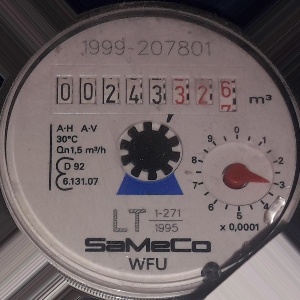 1999-207801
00243326 m³
A-H A-V
30°C
Qn1,5 m³/h
D 92
6.131.07
0
9 1
8 2
7 3
6 4
5
x 0,0001
LT 1-271
1995
SaMeCo
WFU